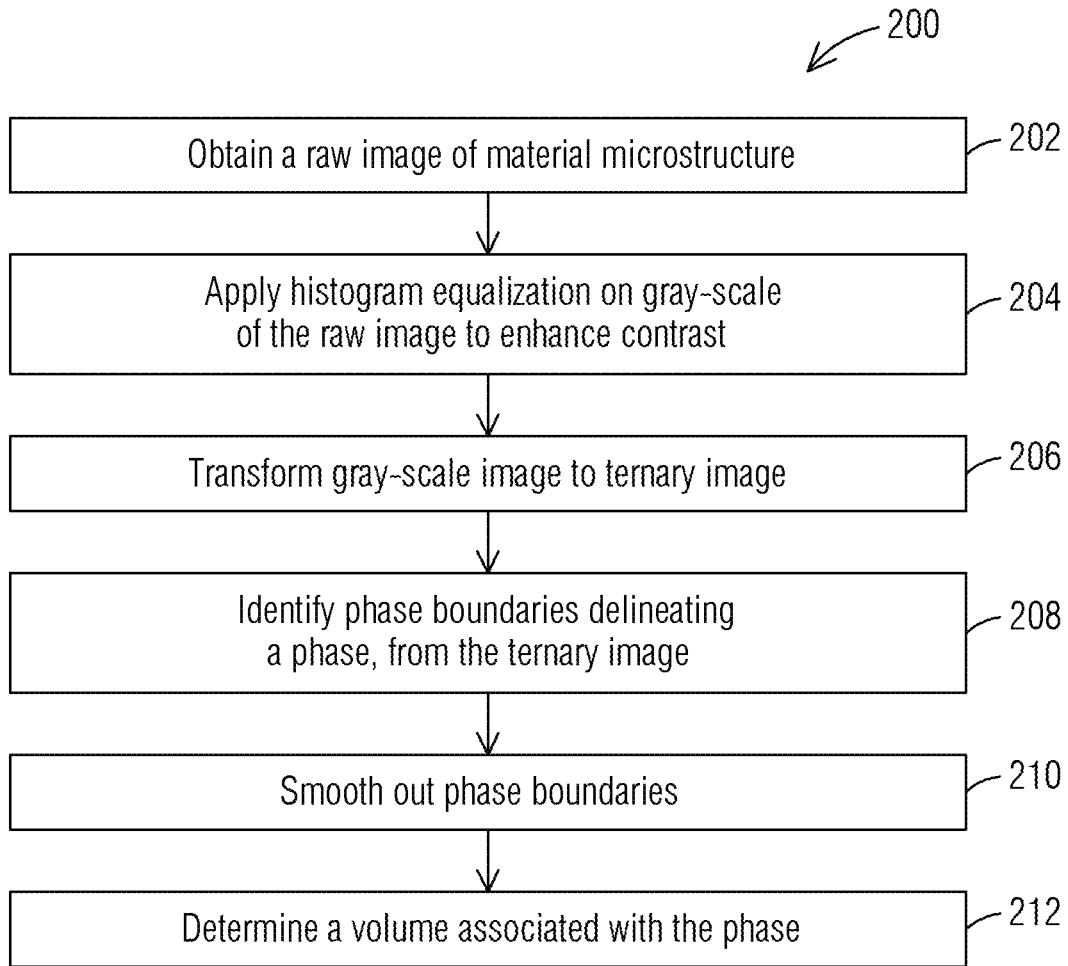 200
Obtain a raw image of material microstructure
202
Apply histogram equalization on gray-scale
of the raw image to enhance contrast
204
Transform gray-scale image to ternary image
206
Identify phase boundaries delineating
a phase, from the ternary image
208
Smooth out phase boundaries
210
Determine a volume associated with the phase
212